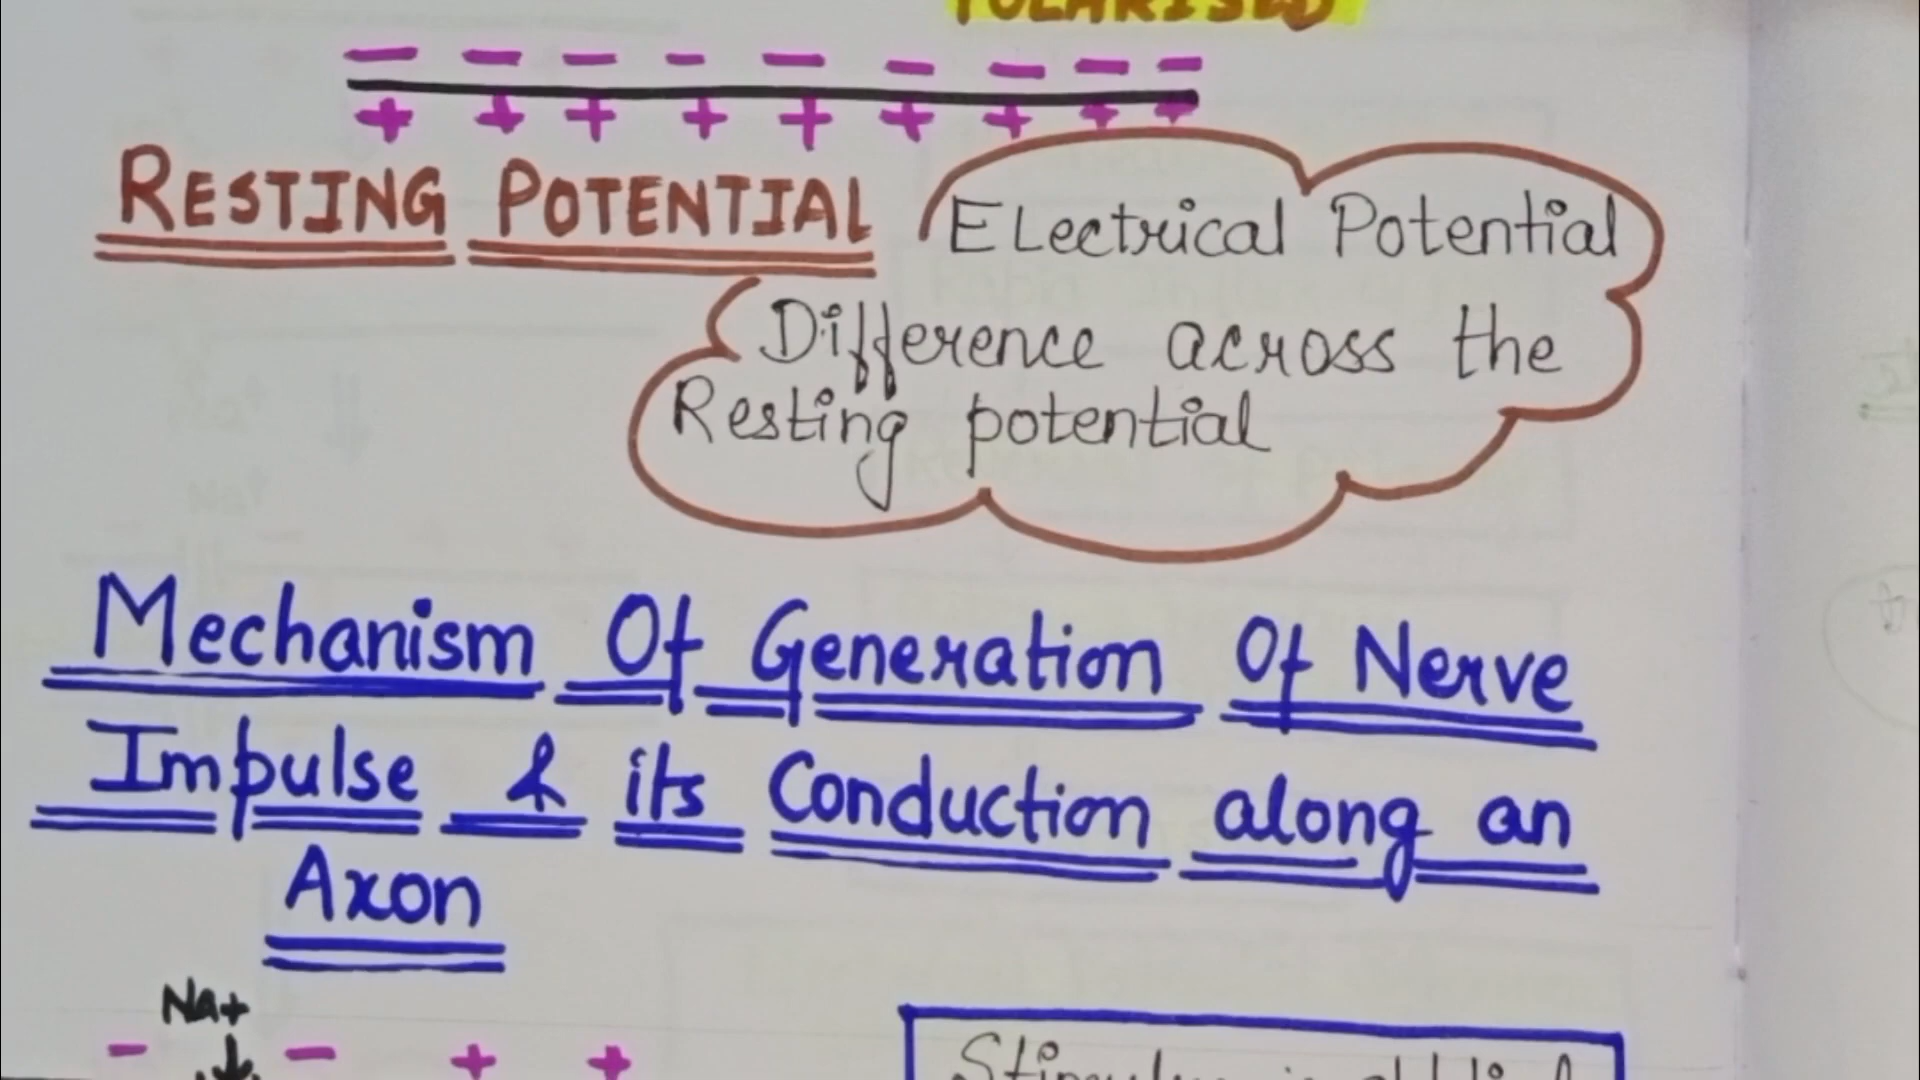 POLARISED
− − − − − − − − −
+ + + + + + + + +
RESTING POTENTIAL
ELectrical Potential
Difference across the
Resting potential
Mechanism Of Generation Of Nerve
Impulse & its Conduction along an
Axon
Na+
− − + +